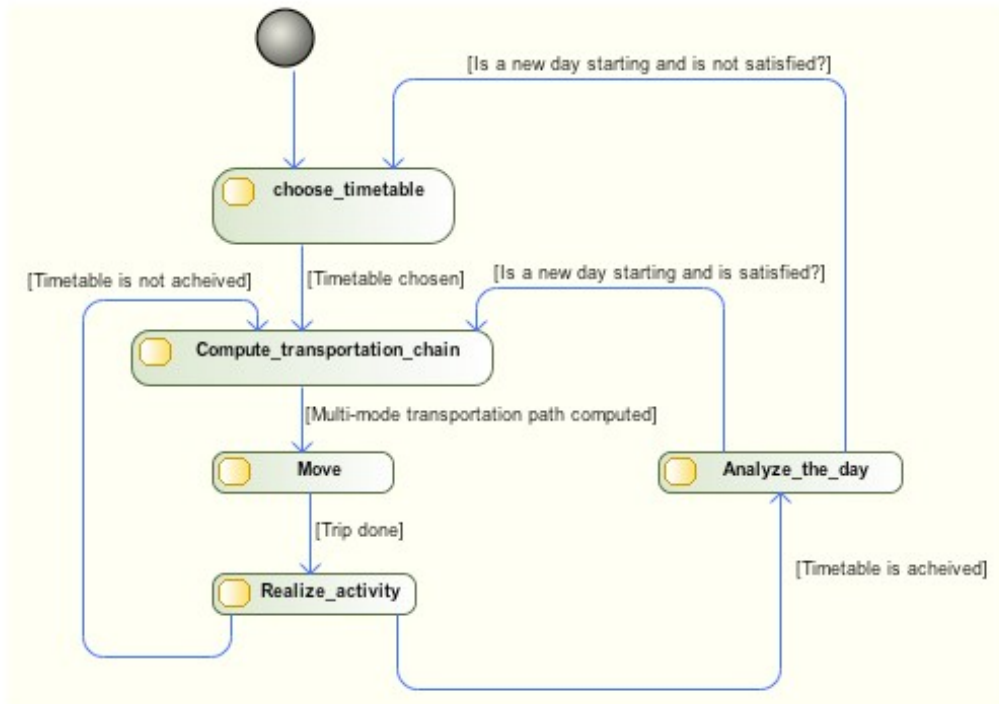 [Is a new day starting and is not satisfied?]
choose_timetable
[Timetable is not acheived]
[Timetable chosen]
[Is a new day starting and is satisfied?]
Compute_transportation_chain
[Multi-mode transportation path computed]
Move
Analyze_the_day
[Trip done]
[Timetable is acheived]
Realize_activity